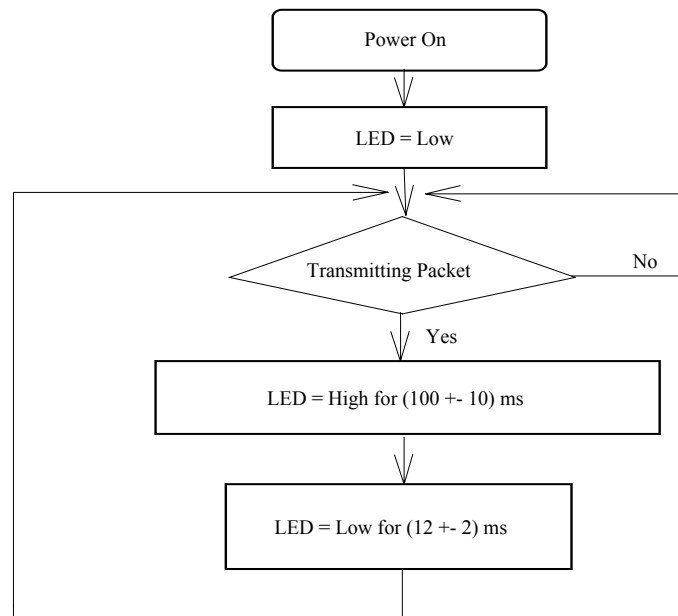 Power On
LED = Low
Transmitting Packet
No
Yes
LED = High for (100 +- 10) ms
LED = Low for (12 +- 2) ms